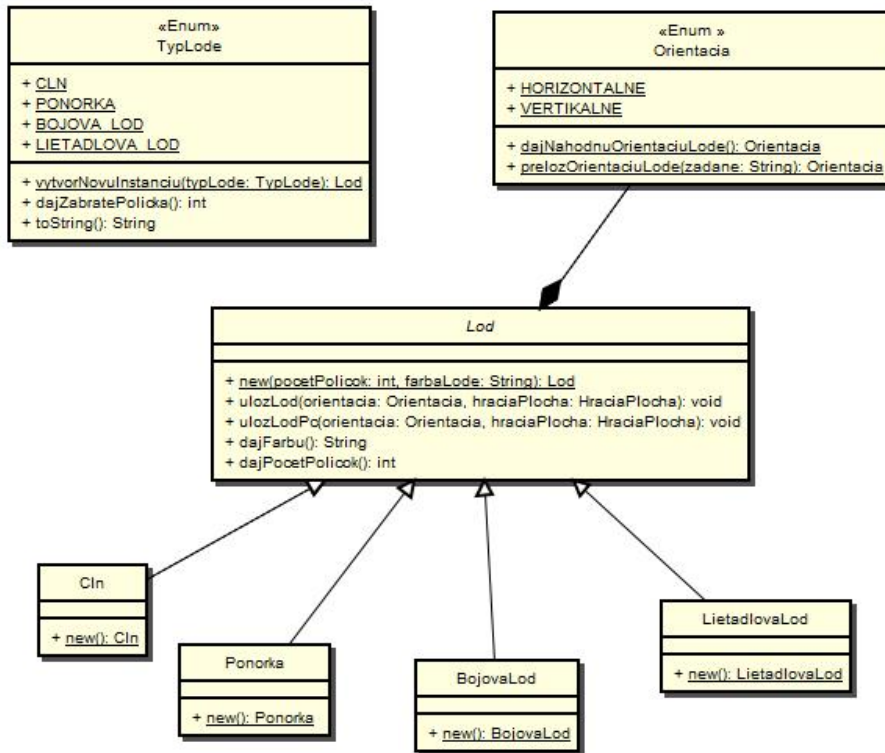 «Enum»
TypLode
+ CLN
+ PONORKA
+ BOJOVA_LOD
+ LIETADLOVA_LOD
+ vytvorNovuInstanciu(typLode: TypLode): Lod
+ dajZabratePolicka(): int
+ toString(): String
«Enum »
Orientacia
+ HORIZONTALNE
+ VERTIKALNE
+ dajNahodnuOrientaciuLode(): Orientacia
+ prelozOrientaciuLode(zadane: String): Orientacia
Lod
+ new(pocetPolicok: int, farbaLode: String): Lod
+ ulozLod(orientacia: Orientacia, hraciaPlocha: HraciaPlocha): void
+ ulozLodPc(orientacia: Orientacia, hraciaPlocha: HraciaPlocha): void
+ dajFarbu(): String
+ dajPocetPolicok(): int
Cln
+ new(): Cln
Ponorka
+ new(): Ponorka
BojovaLod
+ new(): BojovaLod
LietadlovaLod
+ new(): LietadlovaLod